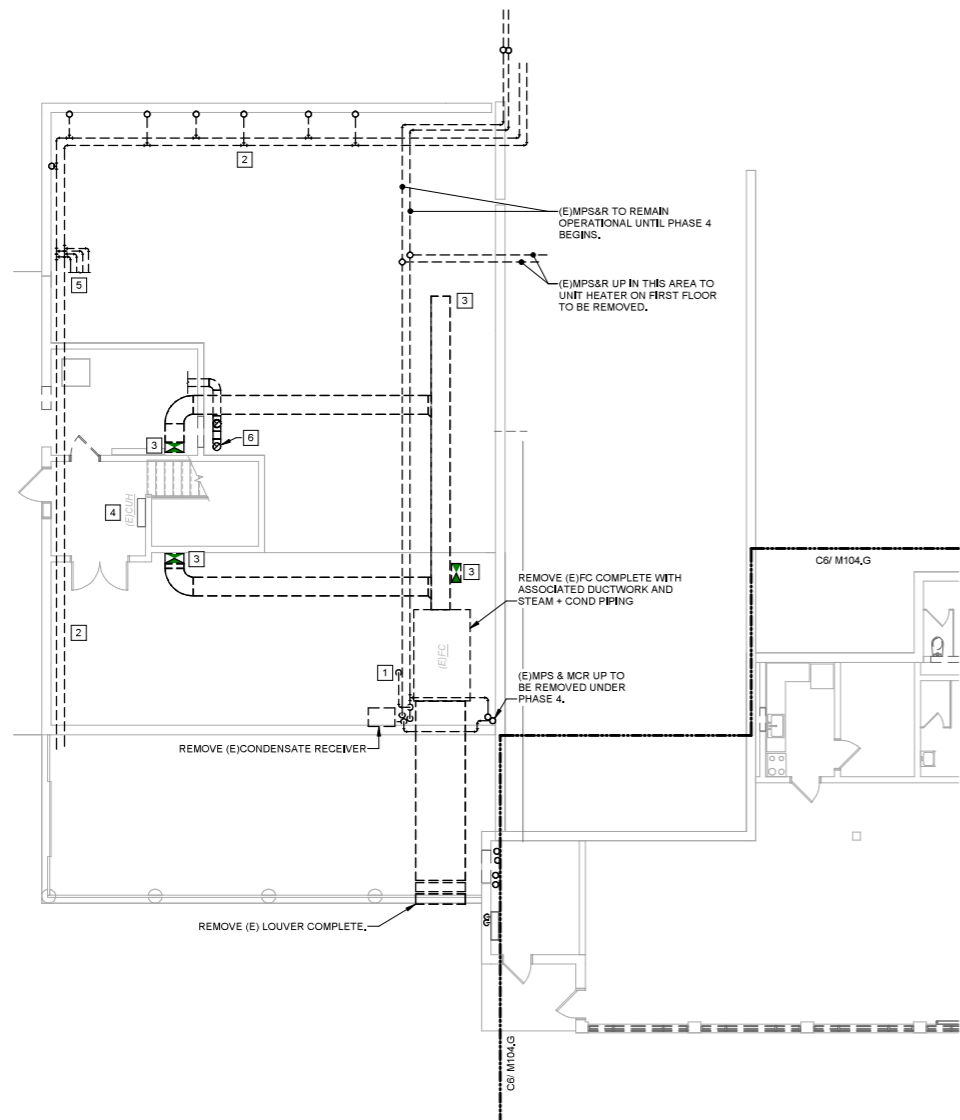 2
(E)MPS&R TO REMAIN
OPERATIONAL UNTIL PHASE 4
BEGINS.
5
(E)MPS&R UP IN THIS AREA TO
UNIT HEATER ON FIRST FLOOR
TO BE REMOVED.
3
3
6
4
(E)CUH
3
3
REMOVE (E)FC COMPLETE WITH
ASSOCIATED DUCTWORK AND
STEAM + COND PIPING
C6/ M104.G
2
(E)FC
1
(E)MPS & MCR UP TO
BE REMOVED UNDER
PHASE 4.
REMOVE (E)CONDENSATE RECEIVER
REMOVE (E) LOUVER COMPLETE.
C6/ M104.G